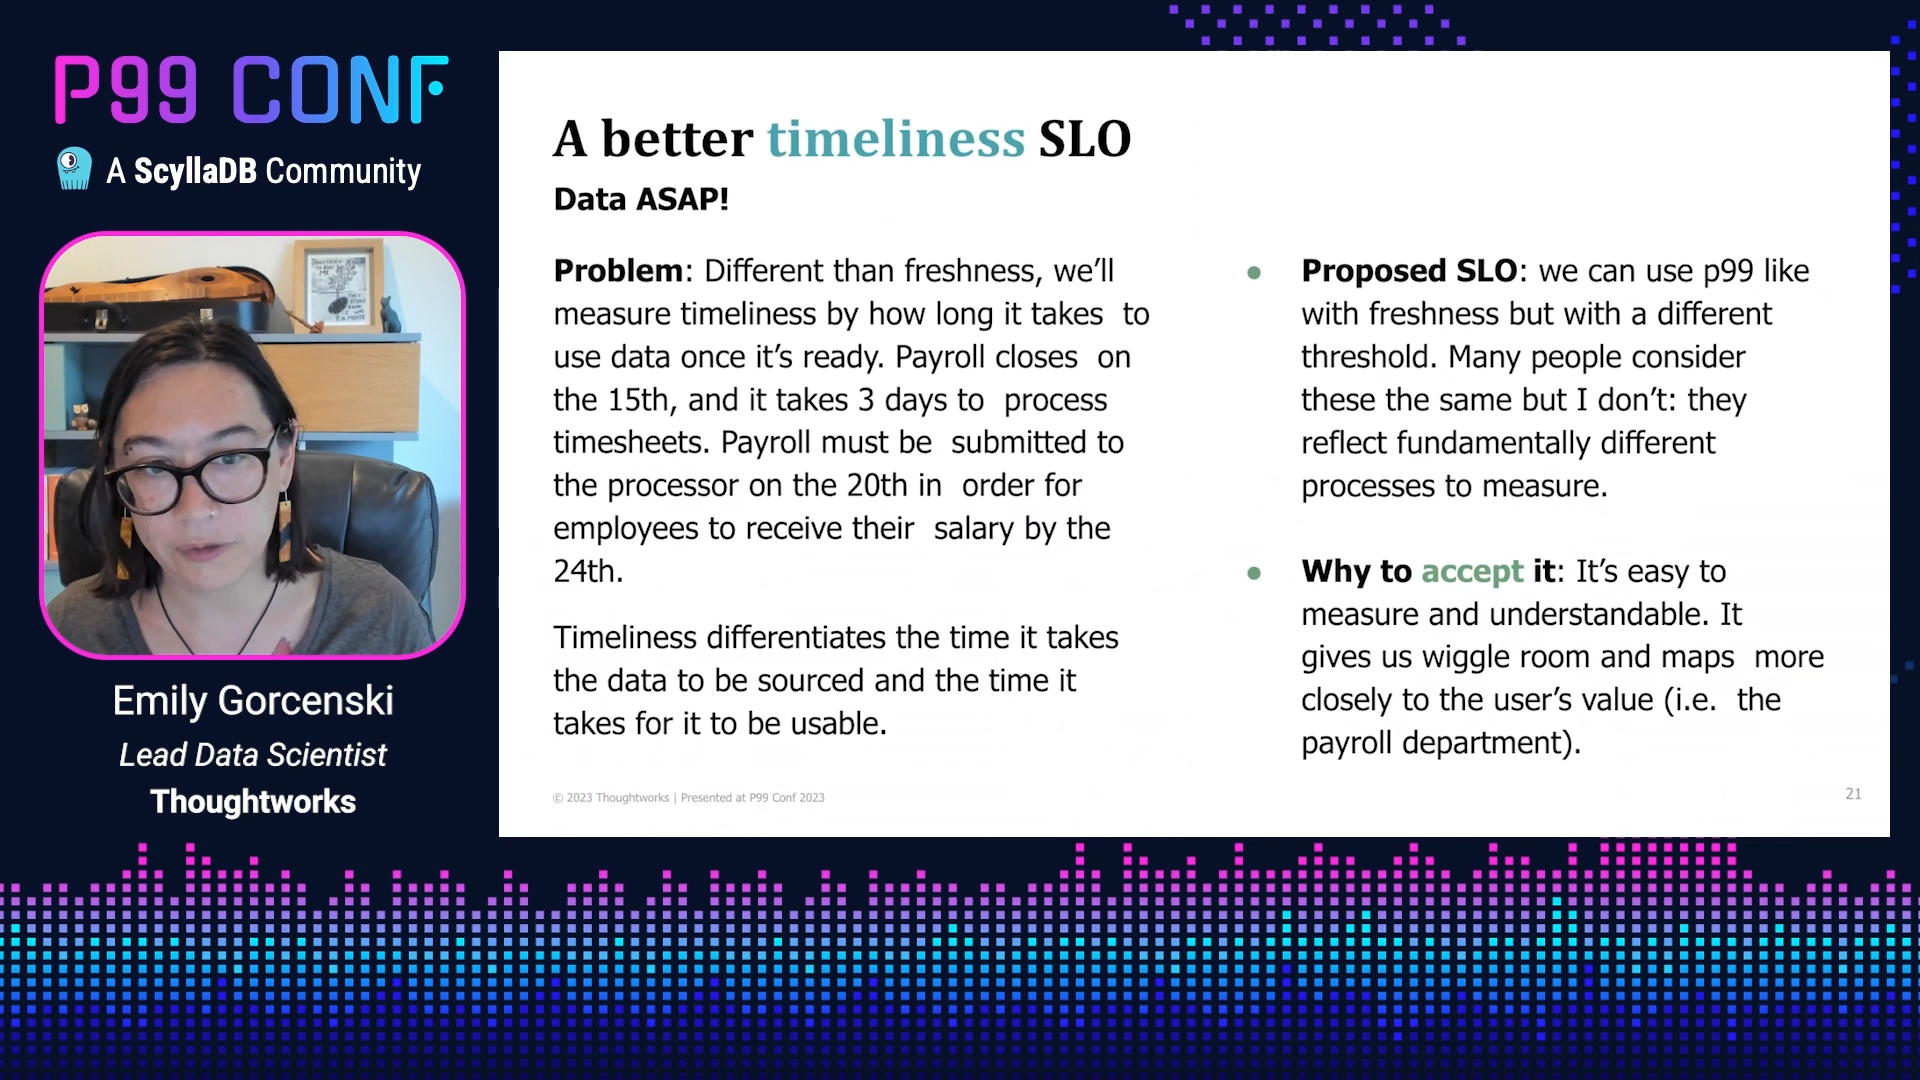 P99 CONF
A ScyllaDB Community
Emily Gorcenski
Lead Data Scientist
Thoughtworks
A better timeliness SLO
Data ASAP!
Problem: Different than freshness, we’ll
measure timeliness by how long it takes to
use data once it’s ready. Payroll closes on
the 15th, and it takes 3 days to process
timesheets. Payroll must be submitted to
the processor on the 20th in order for
employees to receive their salary by the
24th.
Timeliness differentiates the time it takes
the data to be sourced and the time it
takes for it to be usable.
● Proposed SLO: we can use p99 like
with freshness but with a different
threshold. Many people consider
these the same but I don’t: they
reflect fundamentally different
processes to measure.
● Why to accept it: It’s easy to
measure and understandable. It
gives us wiggle room and maps more
closely to the user’s value (i.e. the
payroll department).
© 2023 Thoughtworks | Presented at P99 Conf 2023
21